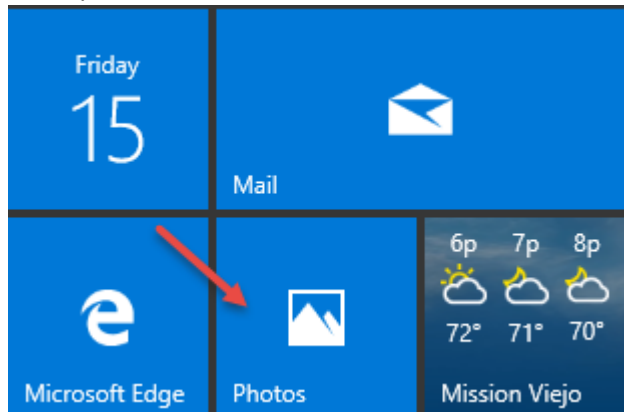 Friday
15
Mail
Microsoft Edge
Photos
6p 7p 8p
72° 71° 70°
Mission Viejo